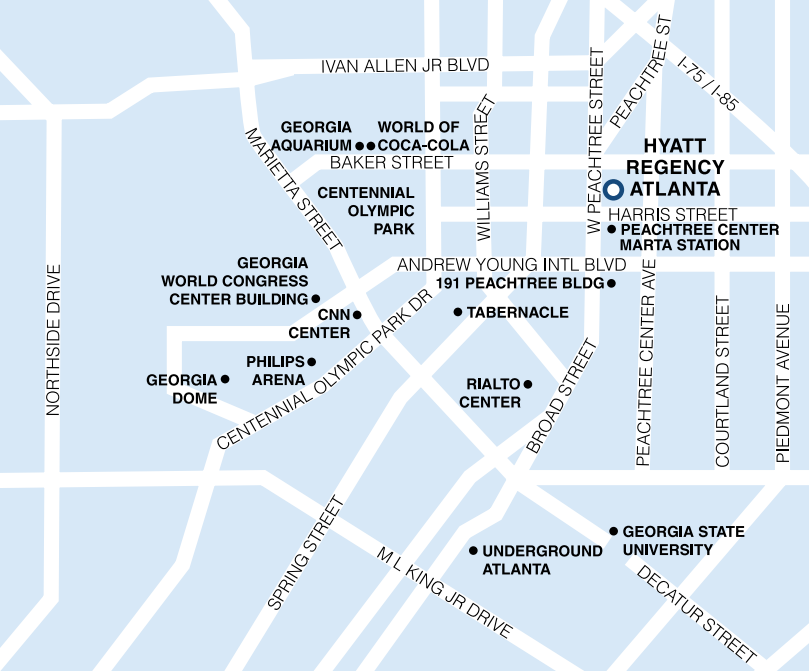 IVAN ALLEN JR BLVD
PEACHTREE ST
I-75 / I-85
W PEACHTREE STREET
WILLIAMS STREET
MARIETTA STREET
GEORGIA
AQUARIUM
WORLD OF
COCA-COLA
BAKER STREET
HYATT
REGENCY
ATLANTA
CENTENNIAL
OLYMPIC
PARK
HARRIS STREET
PEACHTREE CENTER
MARTA STATION
ANDREW YOUNG INTL BLVD
191 PEACHTREE BLDG
GEORGIA
WORLD CONGRESS
CENTER BUILDING
CNN
CENTER
TABERNACLE
NORTHSIDE DRIVE
PHILIPS
ARENA
GEORGIA
DOME
CENTENNIAL OLYMPIC PARK DR
RIALTO
CENTER
BROAD STREET
PEACHTREE CENTER AVE
COURTLAND STREET
PIEDMONT AVENUE
SPRING STREET
M L KING JR DRIVE
UNDERGROUND
ATLANTA
GEORGIA STATE
UNIVERSITY
DECATUR STREET